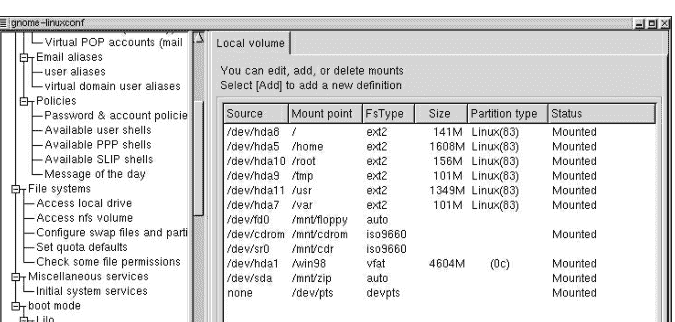 gnome-linuxconf
Virtual POP accounts (mail
Email aliases
user aliases
virtual domain user aliases
Policies
Password & account policie
Available user shells
Available PPP shells
Available SLIP shells
Message of the day
File systems
Access local drive
Access nfs volume
Configure swap files and parti
Set quota defaults
Check some file permissions
Miscellaneous services
Initial system services
boot mode
Lilo
Local volume
You can edit, add, or delete mounts
Select [Add] to add a new definition
Source Mount point FsType Size Partition type Status
/dev/hda8 / ext2 141M Linux(83) Mounted
/dev/hda5 /home ext2 1608M Linux(83) Mounted
/dev/hda10 /root ext2 156M Linux(83) Mounted
/dev/hda9 /tmp ext2 101M Linux(83) Mounted
/dev/hda11 /usr ext2 1349M Linux(83) Mounted
/dev/hda7 /var ext2 101M Linux(83) Mounted
/dev/fd0 /mnt/floppy auto
/dev/cdrom /mnt/cdrom iso9660 Mounted
/dev/sr0 /mnt/cdr iso9660
/dev/hda1 /win98 vfat 4604M (0c) Mounted
/dev/sda /mnt/zip auto Mounted
none /dev/pts devpts Mounted